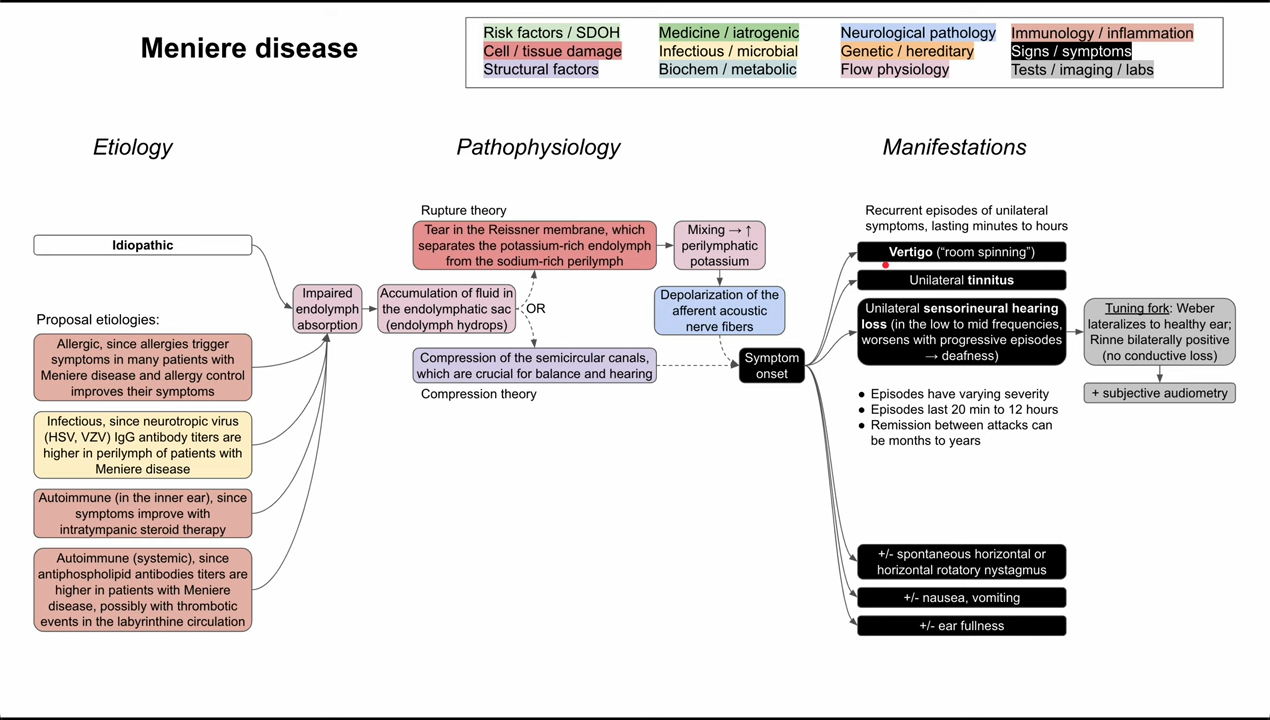 Meniere disease
Risk factors / SDOH
Cell / tissue damage
Structural factors
Medicine / iatrogenic
Infectious / microbial
Biochem / metabolic
Neurological pathology
Genetic / hereditary
Flow physiology
Immunology / inflammation
Signs / symptoms
Tests / imaging / labs
Etiology
Pathophysiology
Manifestations
Idiopathic
Proposal etiologies:
Allergic, since allergies trigger
symptoms in many patients with
Meniere disease and allergy control
improves their symptoms
Infectious, since neurotropic virus
(HSV, VZV) IgG antibody titers are
higher in perilymph of patients with
Meniere disease
Autoimmune (in the inner ear), since
symptoms improve with
intratympanic steroid therapy
Autoimmune (systemic), since
antiphospholipid antibodies titers are
higher in patients with Meniere
disease, possibly with thrombotic
events in the labyrinthine circulation
Impaired
endolymph
absorption
Accumulation of fluid in
the endolymphatic sac
(endolymph hydrops)
OR
Rupture theory
Tear in the Reissner membrane, which
separates the potassium-rich endolymph
from the sodium-rich perilymph
Mixing → ↑
perilymphatic
potassium
Depolarization of the
afferent acoustic
nerve fibers
Compression of the semicircular canals,
which are crucial for balance and hearing
Compression theory
Symptom
onset
Recurrent episodes of unilateral
symptoms, lasting minutes to hours
Vertigo (“room spinning”)
Unilateral tinnitus
Unilateral sensorineural hearing
loss (in the low to mid frequencies,
worsens with progressive episodes
→ deafness)
Tuning fork: Weber
lateralizes to healthy ear;
Rinne bilaterally positive
(no conductive loss)
+ subjective audiometry
● Episodes have varying severity
● Episodes last 20 min to 12 hours
● Remission between attacks can
be months to years
+/- spontaneous horizontal or
horizontal rotatory nystagmus
+/- nausea, vomiting
+/- ear fullness